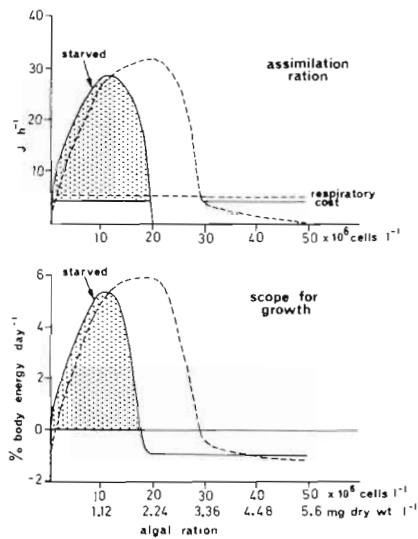 J h⁻¹
40
30
20
10
starved
assimilation
ration
respiratory
cost
10 20 30 40 50 x 10⁶ cells l⁻¹
% body energy day⁻¹
6
4
2
0
-2
starved
scope for
growth
10 20 30 40 50 x 10⁶ cells l⁻¹
1.12 2.24 3.36 4.48 5.6 mg dry wt l⁻¹
algal ration